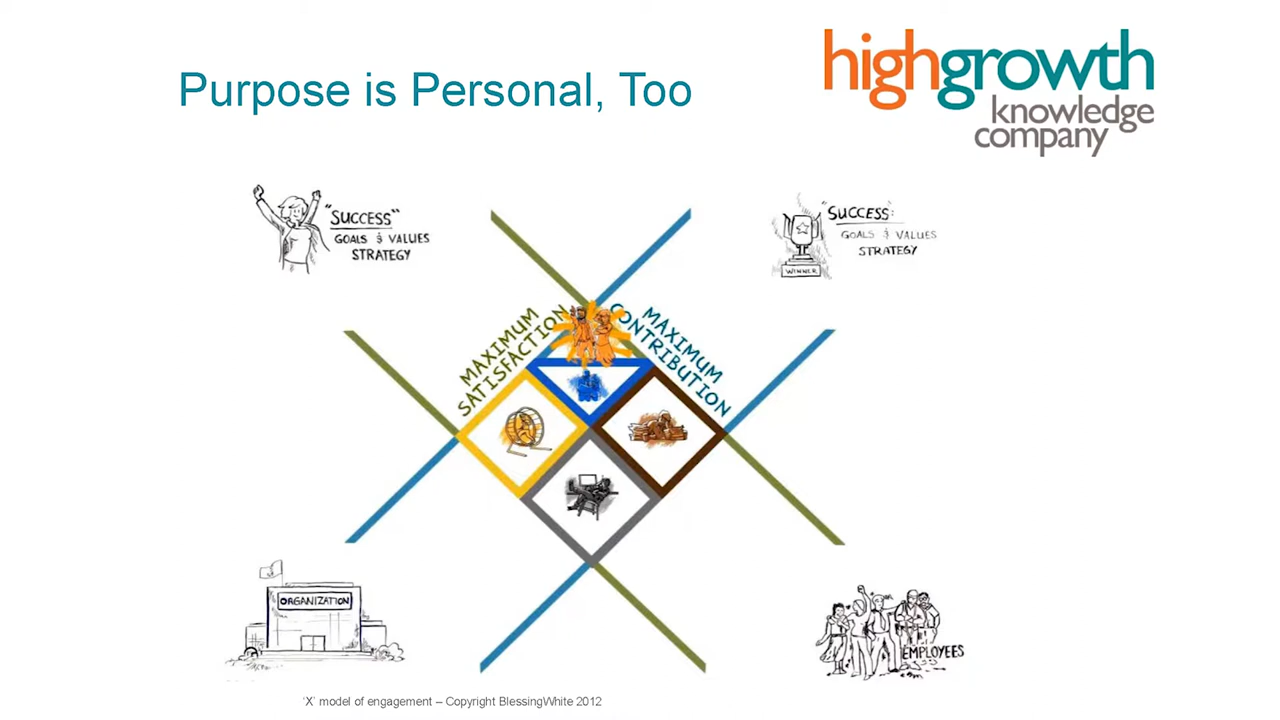 Purpose is Personal, Too
highgrowth
knowledge
company
"SUCCESS"
GOALS & VALUES
STRATEGY
"SUCCESS":
GOALS & VALUES
STRATEGY
WINNER
MAXIMUM
SATISFACTION
MAXIMUM
CONTRIBUTION
ORGANIZATION
EMPLOYEES
'X' model of engagement – Copyright BlessingWhite 2012